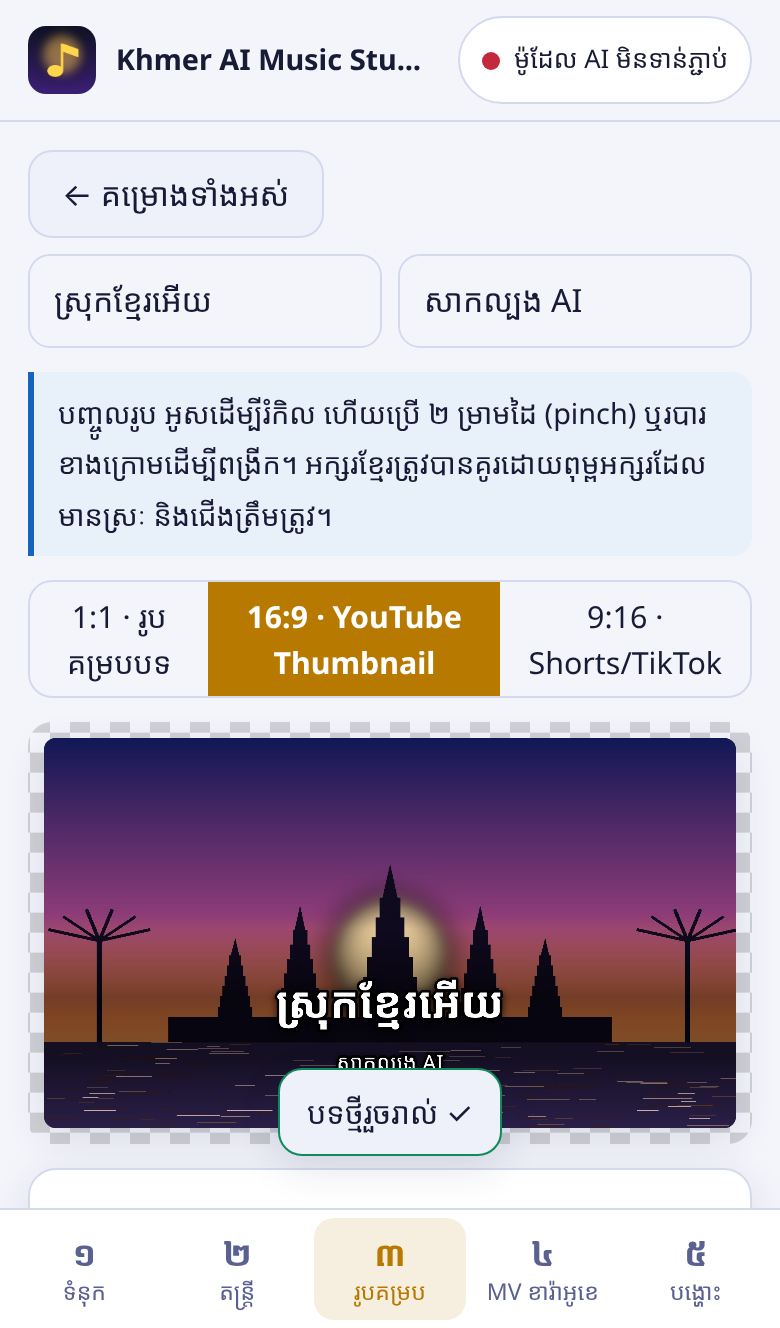 Khmer AI Music Stu...
ម៉ូដែល AI មិនទាន់ភ្ជាប់
← គម្រោងទាំងអស់
ស្រុកខ្មែរអើយ
សាកល្បង AI
បញ្ចូលរូប អូសដើម្បីរំកិល ហើយប្រើ ២ ម្រាមដៃ (pinch) ឬរបារ
ខាងក្រោមដើម្បីពង្រីក។ អក្សរខ្មែរត្រូវបានគូរដោយពុម្ពអក្សរដែល
មានស្រៈ និងជើងត្រឹមត្រូវ។
1:1 · រូប
គម្របបទ
16:9 · YouTube
Thumbnail
9:16 ·
Shorts/TikTok
ស្រុកខ្មែរអើយ
សាកល្បង AI
បទថ្មីរួចរាល់ ✓
១
ទំនុក
២
តន្ត្រី
៣
រូបគម្រប
៤
MV ខារ៉ាអូខេ
៥
បង្ហោះ